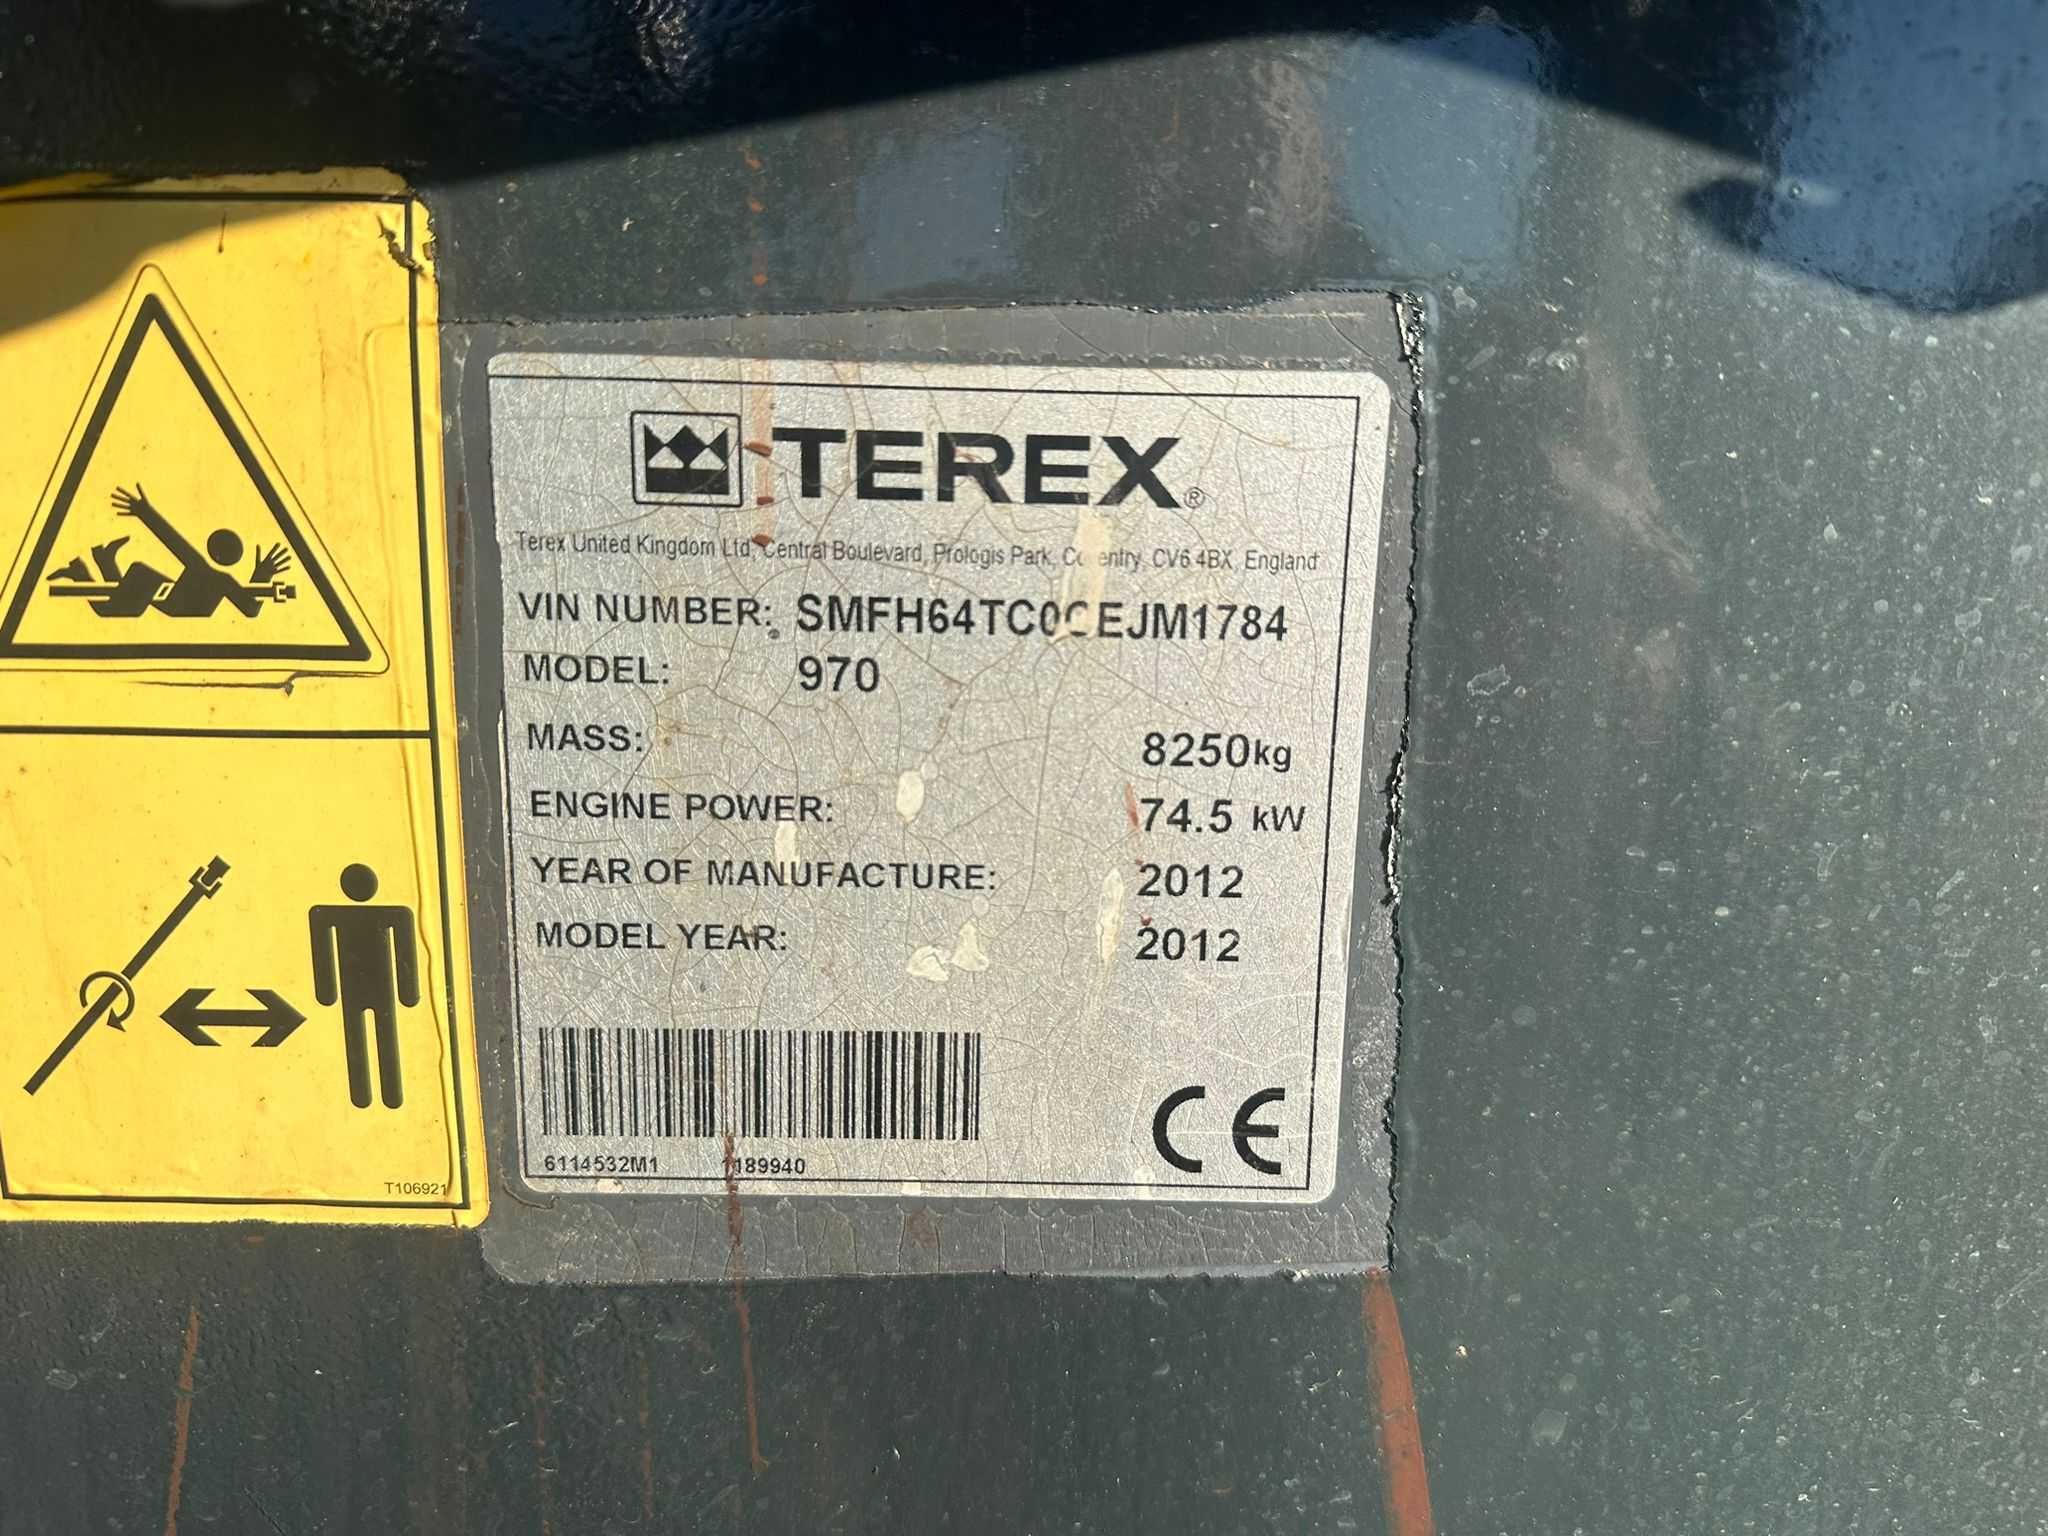 TEREX®
Terex United Kingdom Ltd, Central Boulevard, Prologis Park, Coventry, CV6 4BX, England
VIN NUMBER:
MODEL: 970
MASS: 8250kg
ENGINE POWER: 74.5 kW
YEAR OF MANUFACTURE: 2012
MODEL YEAR: 2012
6114532M1 1189940
CE
T106921